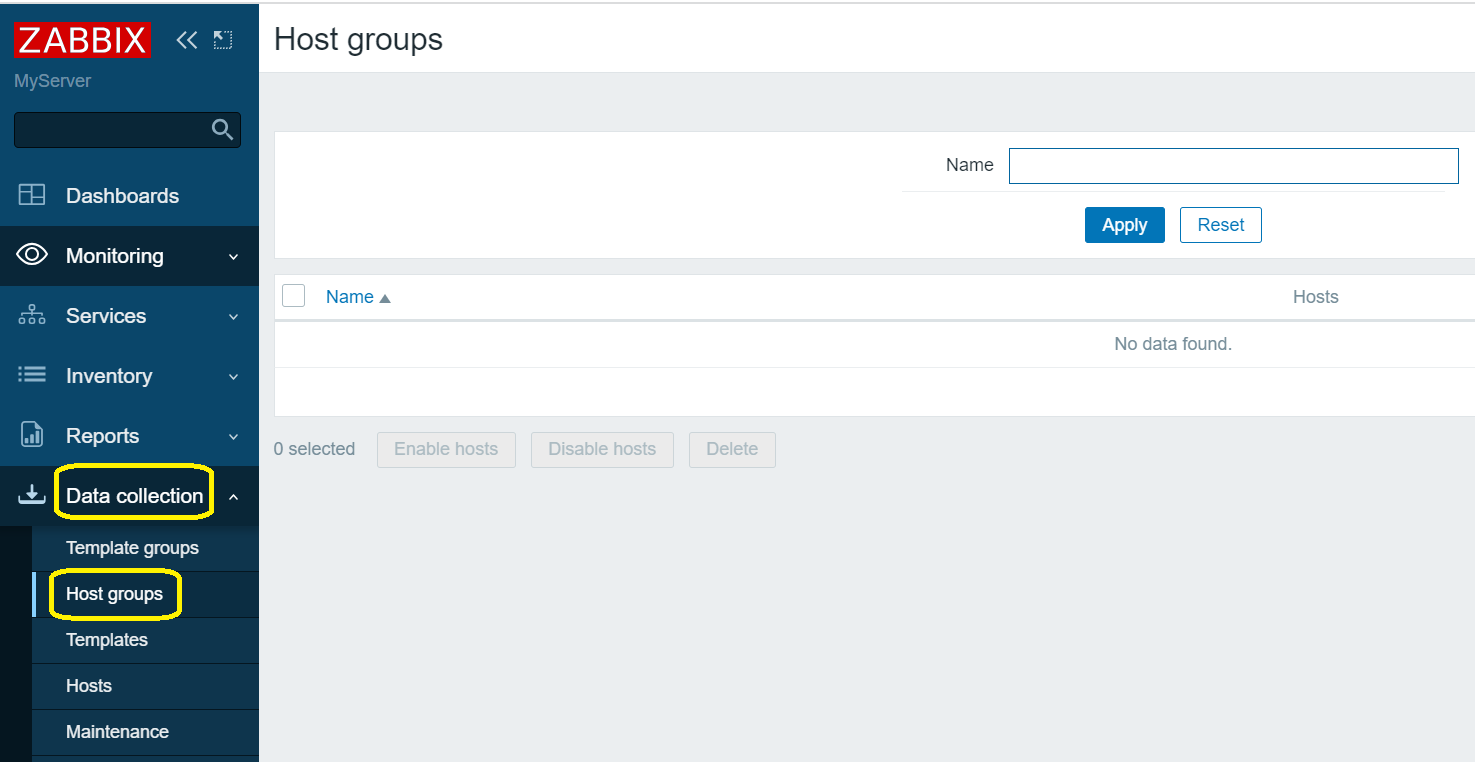 ZABBIX
MyServer
Dashboards
Monitoring
Services
Inventory
Reports
Data collection
Template groups
Host groups
Templates
Hosts
Maintenance
Host groups
Name
Apply Reset
Name Hosts
No data found.
0 selected Enable hosts Disable hosts Delete